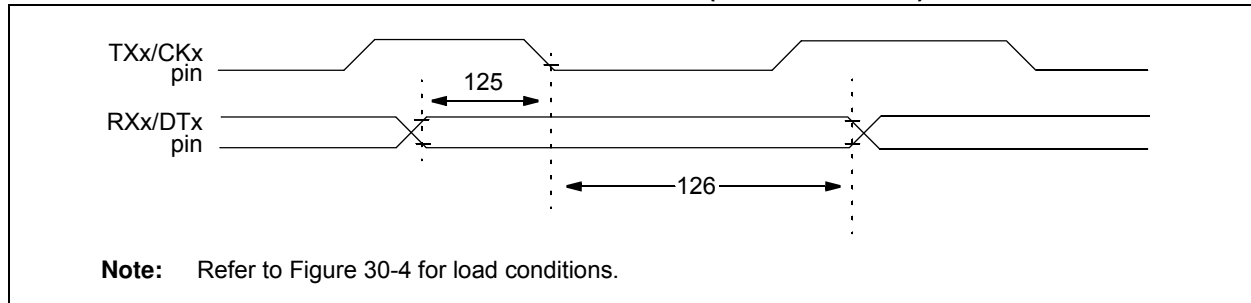 TXx/CKx
pin
125
RXx/DTx
pin
126
Note: Refer to Figure 30-4 for load conditions.